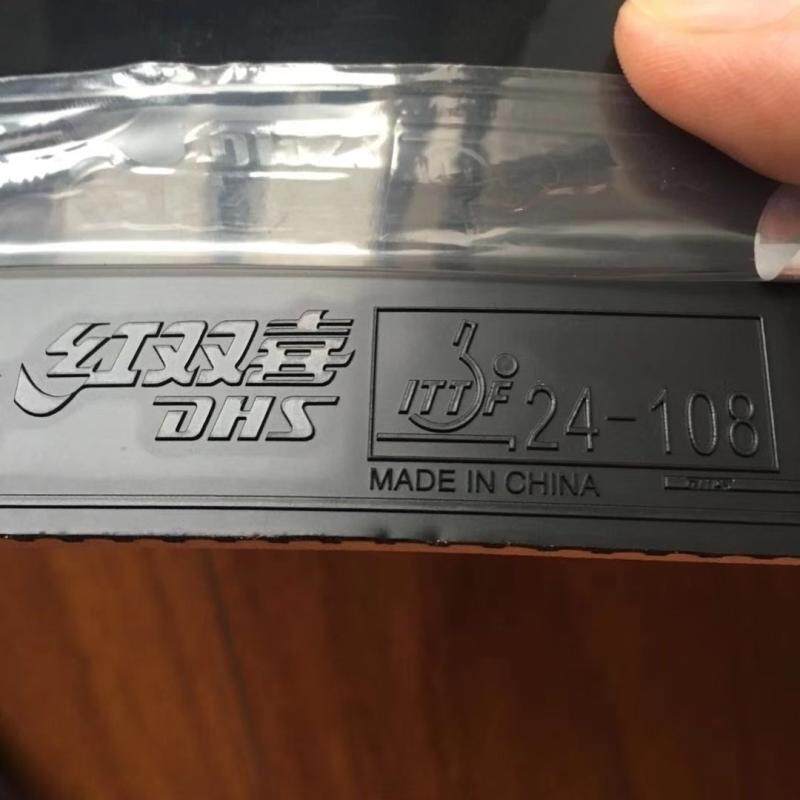 红双喜
DHS
ITTF 24-108
MADE IN CHINA